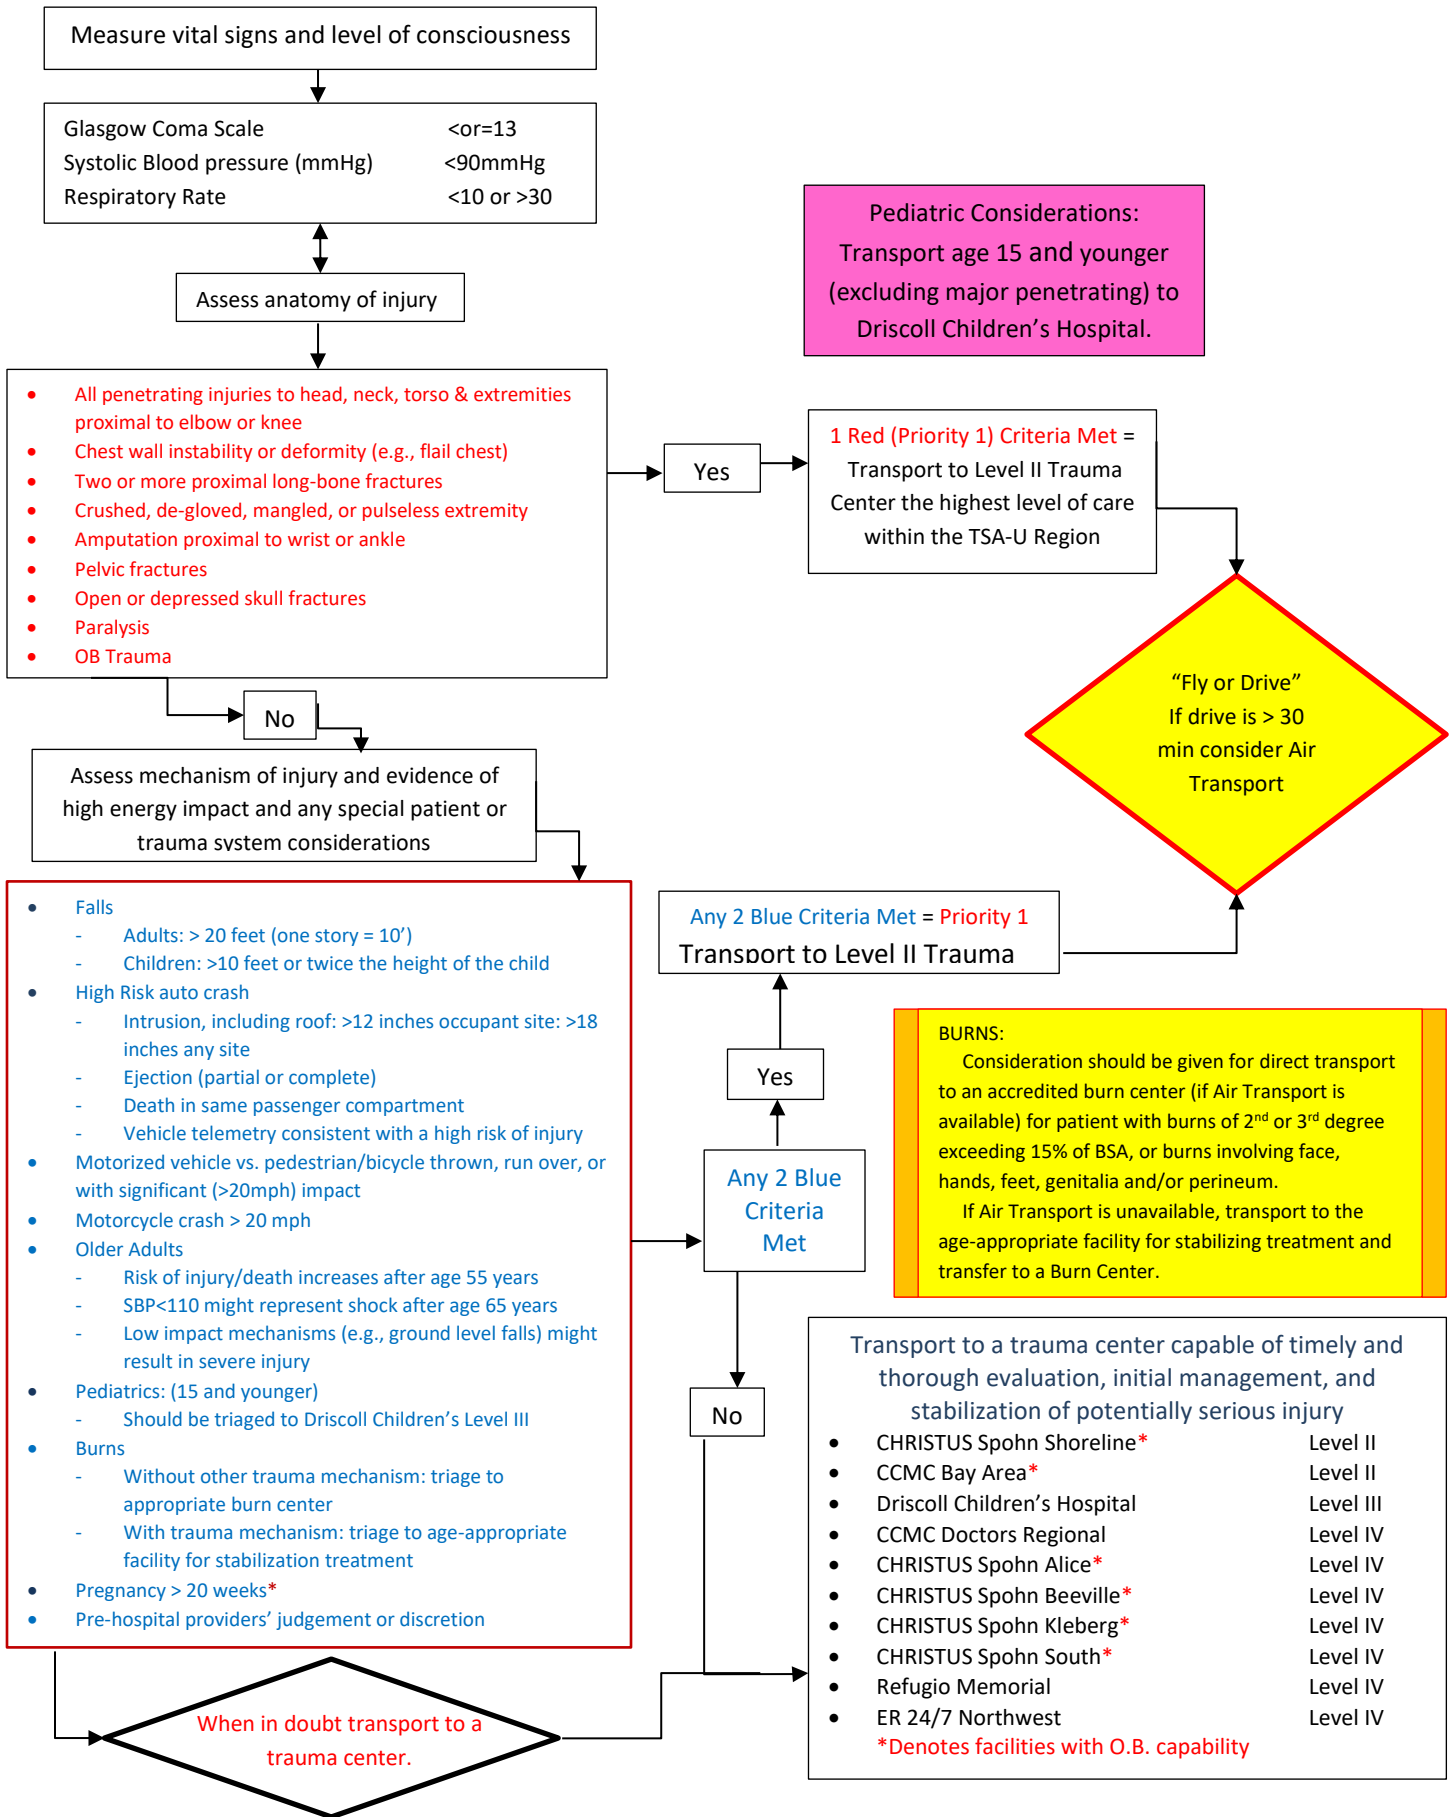 Measure vital signs and level of consciousness
Glasgow Coma Scale <or=13
Systolic Blood pressure (mmHg) <90mmHg
Respiratory Rate <10 or >30
Pediatric Considerations:
Transport age 15 and younger
(excluding major penetrating) to
Driscoll Children's Hospital.
Assess anatomy of injury
• All penetrating injuries to head, neck, torso & extremities
proximal to elbow or knee
• Chest wall instability or deformity (e.g., flail chest)
• Two or more proximal long-bone fractures
• Crushed, de-gloved, mangled, or pulseless extremity
• Amputation proximal to wrist or ankle
• Pelvic fractures
• Open or depressed skull fractures
• Paralysis
• OB Trauma
Yes
1 Red (Priority 1) Criteria Met =
Transport to Level II Trauma
Center the highest level of care
within the TSA-U Region
"Fly or Drive"
If drive is > 30
min consider Air
Transport
No
Assess mechanism of injury and evidence of
high energy impact and any special patient or
trauma system considerations
• Falls
- Adults: > 20 feet (one story = 10')
- Children: >10 feet or twice the height of the child
• High Risk auto crash
- Intrusion, including roof: >12 inches occupant site: >18
inches any site
- Ejection (partial or complete)
- Death in same passenger compartment
- Vehicle telemetry consistent with a high risk of injury
• Motorized vehicle vs. pedestrian/bicycle thrown, run over, or
with significant (>20mph) impact
• Motorcycle crash > 20 mph
• Older Adults
- Risk of injury/death increases after age 55 years
- SBP<110 might represent shock after age 65 years
- Low impact mechanisms (e.g., ground level falls) might
result in severe injury
• Pediatrics: (15 and younger)
- Should be triaged to Driscoll Children's Level III
• Burns
- Without other trauma mechanism: triage to
appropriate burn center
- With trauma mechanism: triage to age-appropriate
facility for stabilization treatment
• Pregnancy > 20 weeks*
• Pre-hospital providers' judgement or discretion
Any 2 Blue Criteria Met = Priority 1
Transport to Level II Trauma
Yes
Any 2 Blue
Criteria
Met
No
BURNS:
Consideration should be given for direct transport
to an accredited burn center (if Air Transport is
available) for patient with burns of 2nd or 3rd degree
exceeding 15% of BSA, or burns involving face,
hands, feet, genitalia and/or perineum.
If Air Transport is unavailable, transport to the
age-appropriate facility for stabilizing treatment and
transfer to a Burn Center.
Transport to a trauma center capable of timely and
thorough evaluation, initial management, and
stabilization of potentially serious injury
• CHRISTUS Spohn Shoreline* Level II
• CCMC Bay Area* Level II
• Driscoll Children's Hospital Level III
• CCMC Doctors Regional Level IV
• CHRISTUS Spohn Alice* Level IV
• CHRISTUS Spohn Beeville* Level IV
• CHRISTUS Spohn Kleberg* Level IV
• CHRISTUS Spohn South* Level IV
• Refugio Memorial Level IV
• ER 24/7 Northwest Level IV
*Denotes facilities with O.B. capability
When in doubt transport to a
trauma center.